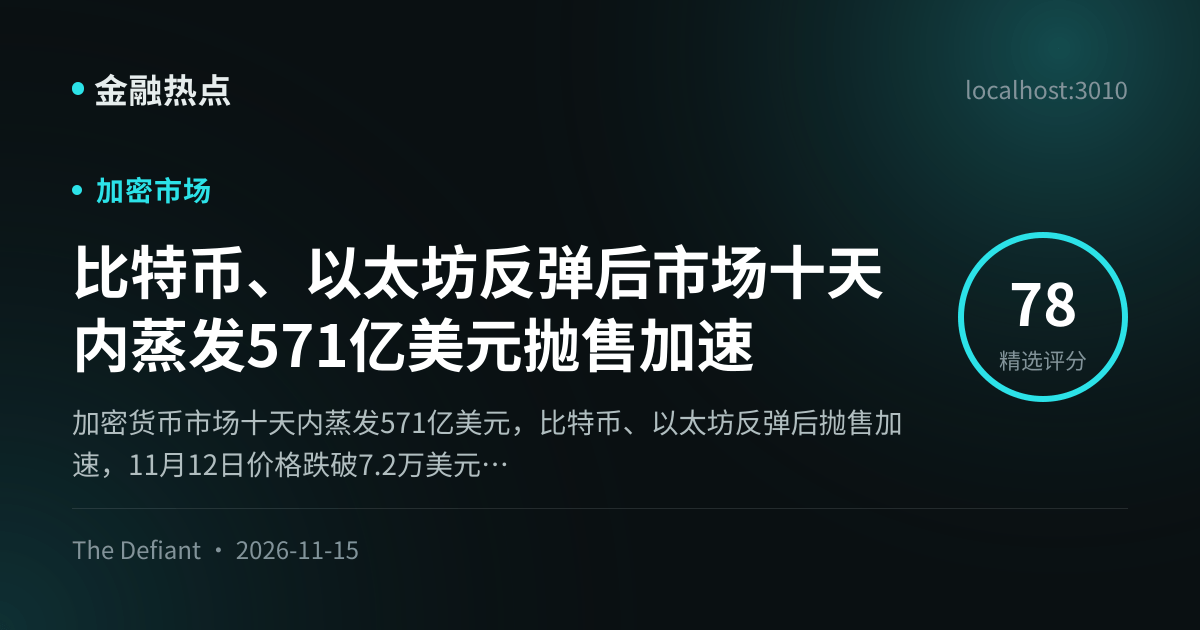 金融热点
localhost:3010
加密市场
比特币、以太坊反弹后市场十天
内蒸发571亿美元抛售加速
78
精选评分
加密货币市场十天内蒸发571亿美元，比特币、以太坊反弹后抛售加
速，11月12日价格跌破7.2万美元…
The Defiant · 2026-11-15